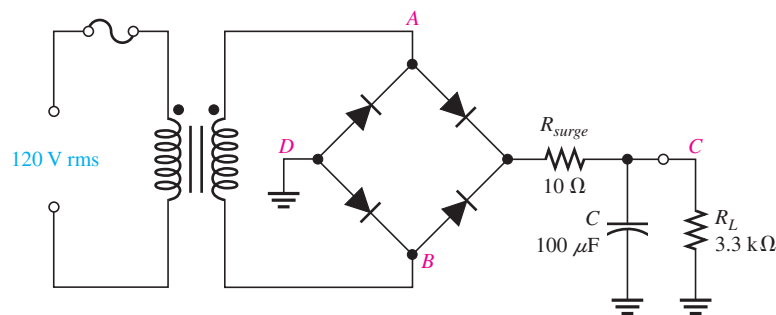 A
R_surge
D
C
120 V rms
10 Ω
C
R_L
100 μF
3.3 kΩ
B